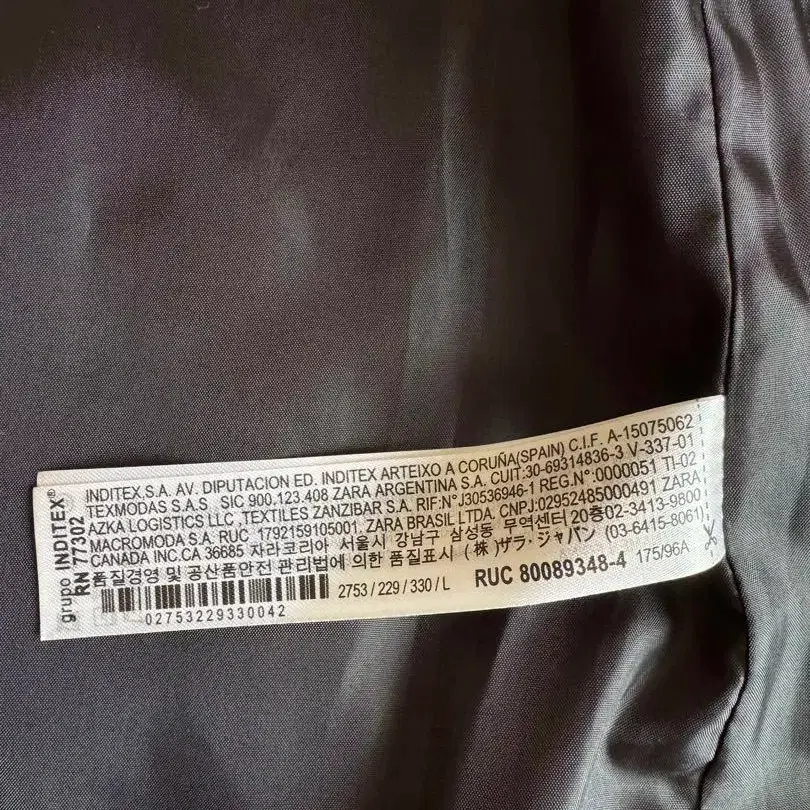 grupo INDITEX®
RN 77302
INDITEX,S.A. AV. DIPUTACION ED. INDITEX ARTEIXO A CORUÑA(SPAIN) C.I.F. A-15075062
TEXMODAS S.A.S SIC 900.123.408 ZARA ARGENTINA S.A. CUIT:30-69314836-3 V-337-01
AZKA LOGISTICS LLC ,TEXTILES ZANZIBAR S.A. RIF:N°J30536946-1 REG.N°:0000051 TI-02
MACROMODA S.A. RUC 1792159105001, ZARA BRASIL LTDA. CNPJ:02952485000491 ZARA
CANADA INC.CA 36685 자라코리아 서울시 강남구 삼성동 무역센터20층02-3413-9800
품질경영 및 공산품안전 관리법에 의한 품질표시 (株)ザラ・ジャパン (03-6415-8061)
02753229330042
2753 / 229 / 330 / L
RUC 80089348-4
175/96A